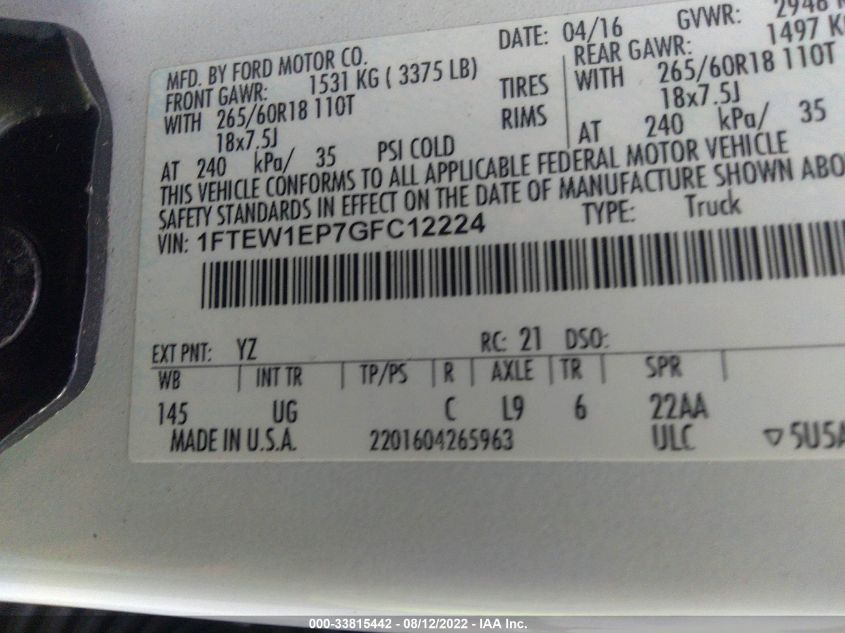 MFD. BY FORD MOTOR CO.
DATE: 04/16 GVWR: 2948 K
FRONT GAWR: 1531 KG ( 3375 LB) REAR GAWR: 1497 K
WITH 265/60R18 110T TIRES WITH 265/60R18 110T
18x7.5J RIMS 18x7.5J
AT 240 kPa/ 35 PSI COLD AT 240 kPa/ 35
THIS VEHICLE CONFORMS TO ALL APPLICABLE FEDERAL MOTOR VEHICLE
SAFETY STANDARDS IN EFFECT ON THE DATE OF MANUFACTURE SHOWN ABO
VIN: 1FTEW1EP7GFC12224 TYPE: Truck
EXT PNT: YZ RC: 21 DSO:
WB INT TR TP/PS R AXLE TR SPR
145 UG C L9 6 22AA
MADE IN U.S.A. 2201604265963 ULC ▽5U5A
000-33815442 - 08/12/2022 - IAA Inc.